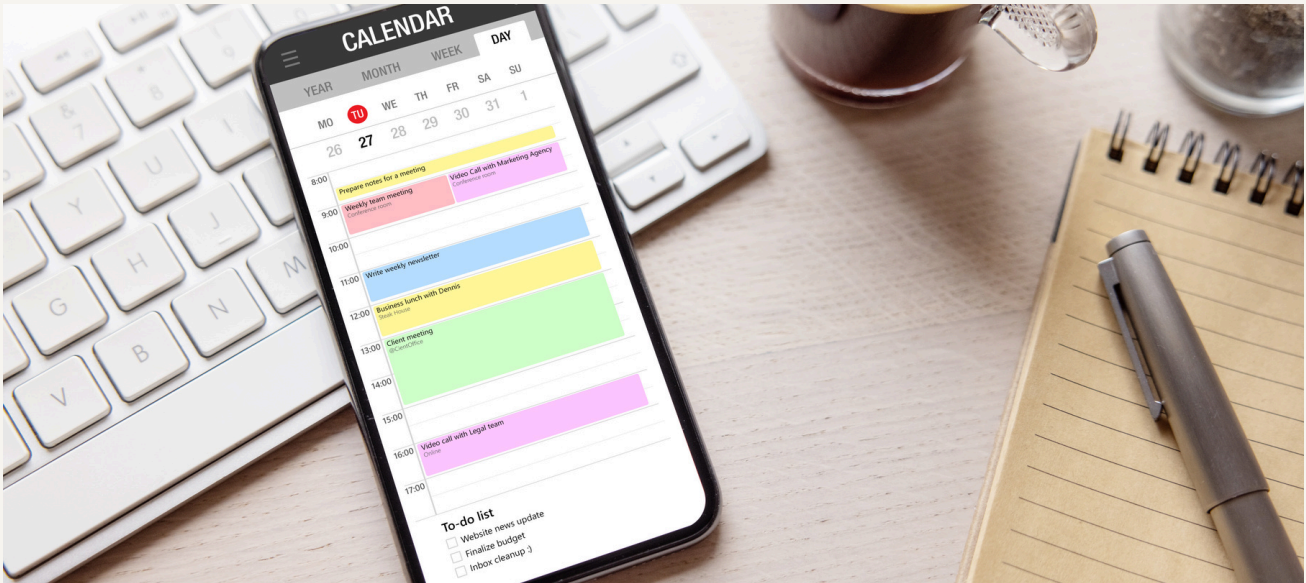 CALENDAR
YEAR MONTH WEEK DAY
MO TU WE TH FR SA SU
26 27 28 29 30 31 1
8:00
Prepare notes for a meeting
9:00
Weekly team meeting
Conference room
Video Call with Marketing Agency
Conference room
10:00
11:00
Write weekly newsletter
12:00
Business lunch with Dennis
Steak House
13:00
Client meeting
@ClientOffice
14:00
15:00
16:00
Video call with Legal team
Online
17:00
To-do list
Website news update
Finalize budget
Inbox cleanup :)
&
7
8
U
I
Y
J
H
M
G
N
B
V